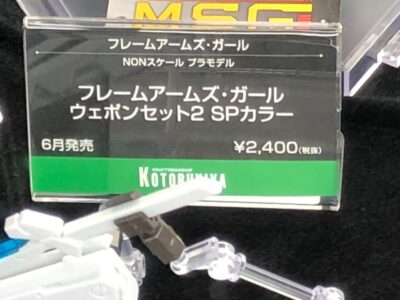 MSG
フレームアームズ・ガール
NONスケール プラモデル
フレームアームズ・ガール
ウェポンセット2 SPカラー
6月発売 ¥2,400(税抜)
KOTOBUKIYA